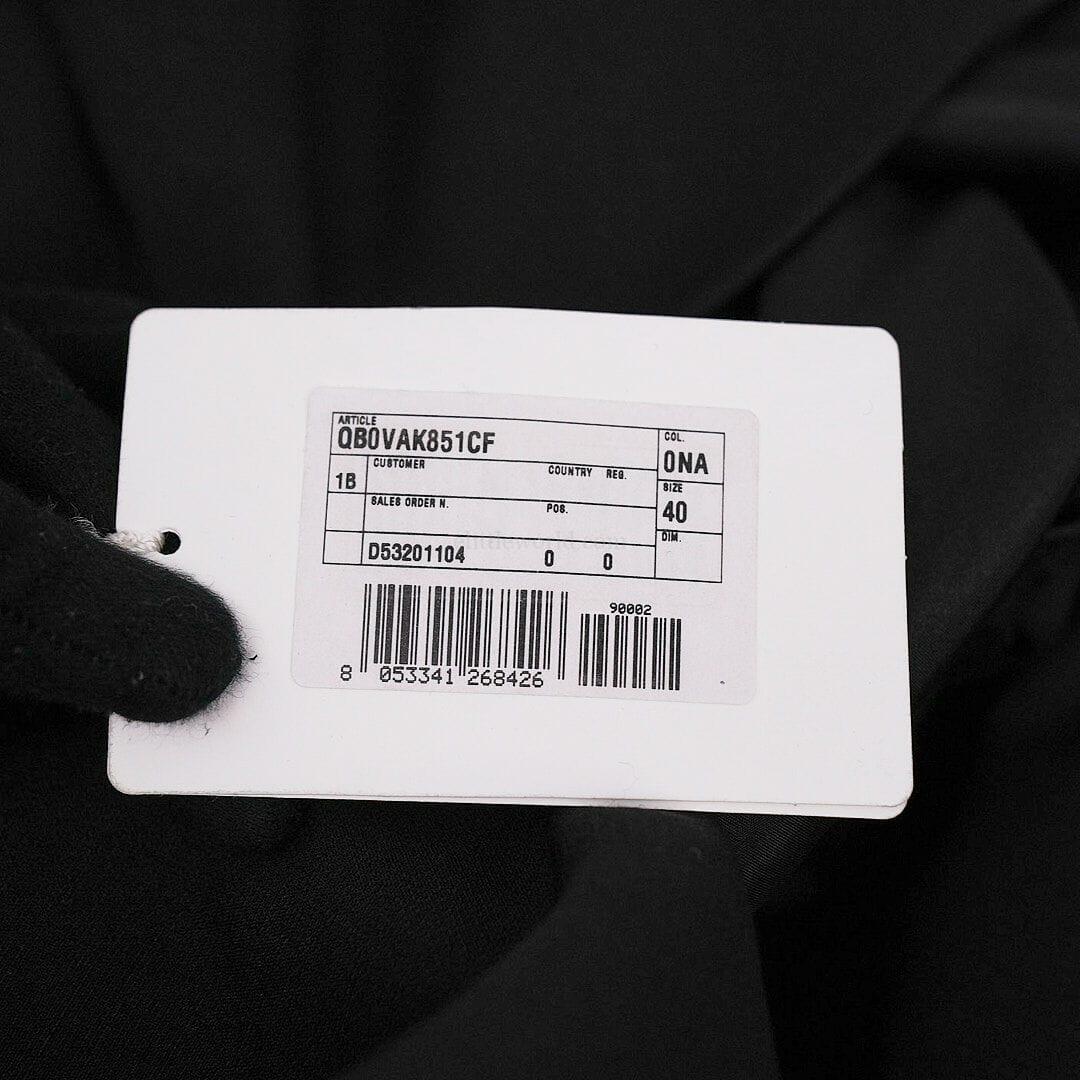 ARTICLE
QB0VAK851CF
COL.
0NA
1B
CUSTOMER
COUNTRY REG.
SIZE
40
SALES ORDER N.
POS.
DIM.
D53201104 0 0
90002
8 053341 268426